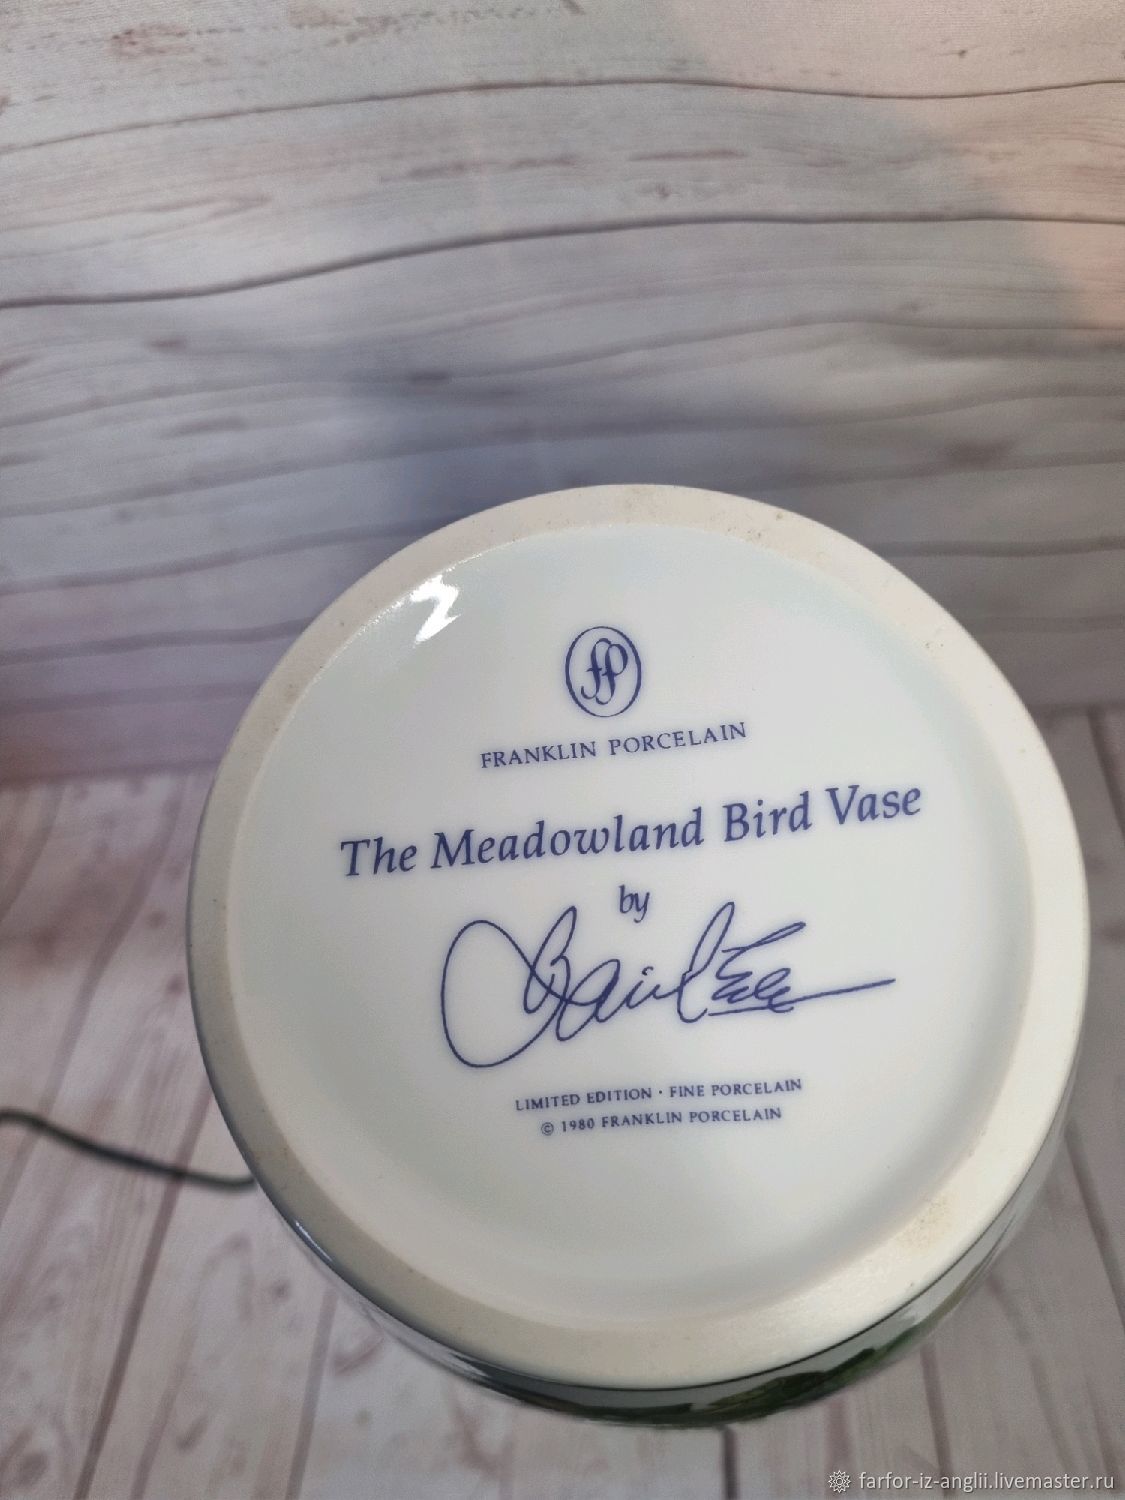 fp
FRANKLIN PORCELAIN
The Meadowland Bird Vase
by
LIMITED EDITION · FINE PORCELAIN
© 1980 FRANKLIN PORCELAIN
farfor-iz-anglii.livemaster.ru